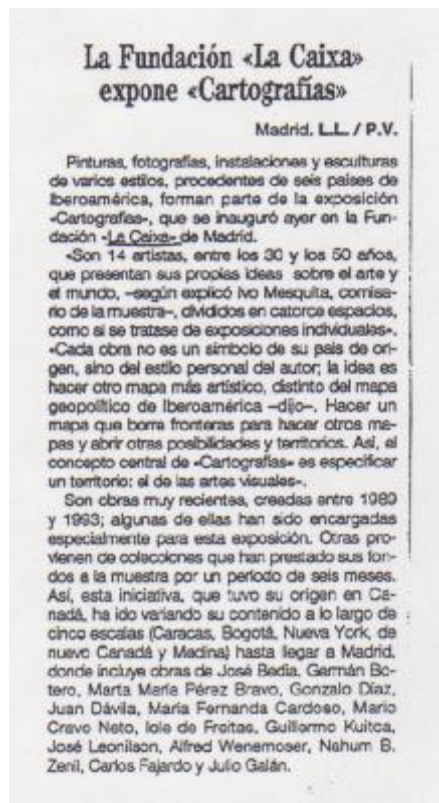 La Fundación «La Caixa»
expone «Cartografías»
Madrid. L.L. / P.V.
Pinturas, fotografías, instalaciones y esculturas
de varios estilos, procedentes de seis países de
Iberoamérica, forman parte de la exposición
«Cartografías», que se inauguró ayer en la Fun-
dación «La Caixa» de Madrid.
«Son 14 artistas, entre los 30 y los 50 años,
que presentan sus propias ideas sobre el arte y
el mundo, –según explicó Ivo Mesquita, comisa-
rio de la muestra–, divididos en catorce espacios,
como si se tratase de exposiciones individuales».
«Cada obra no es un símbolo de su país de ori-
gen, sino del estilo personal del autor; la idea es
hacer otro mapa más artístico, distinto del mapa
geopolítico de Iberoamérica –dijo–. Hacer un
mapa que borra fronteras para hacer otros ma-
pas y abrir otras posibilidades y territorios. Así, el
concepto central de «Cartografías» es especificar
un territorio: el de las artes visuales».
Son obras muy recientes, creadas entre 1989
y 1993; algunas de ellas han sido encargadas
especialmente para esta exposición. Otras pro-
vienen de colecciones que han prestado sus fon-
dos a la muestra por un período de seis meses.
Así, esta iniciativa, que tuvo su origen en Ca-
nadá, ha ido variando su contenido a lo largo de
cinco escalas (Caracas, Bogotá, Nueva York, de
nuevo Canadá y Medina) hasta llegar a Madrid,
donde incluye obras de José Bedia, Germán Bo-
tero, Marta María Pérez Bravo, Gonzalo Díaz,
Juan Dávila, María Fernanda Cardoso, Mario
Cravo Neto, Iole de Freitas, Guillermo Kuitca,
José Leonilson, Alfred Wenemoser, Nahum B.
Zenil, Carlos Fajardo y Julio Galán.